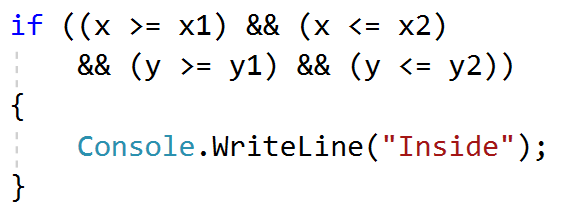 if ((x >= x1) && (x <= x2)
    && (y >= y1) && (y <= y2))
{
    Console.WriteLine("Inside");
}